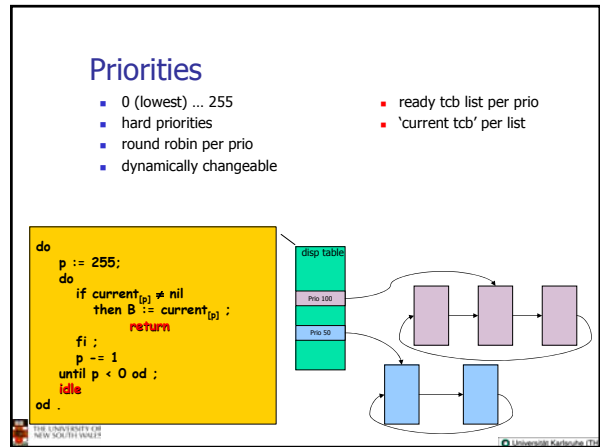 Priorities
0 (lowest) ... 255
hard priorities
round robin per prio
dynamically changeable
ready tcb list per prio
‘current tcb’ per list
do
p := 255;
do
if current[p] ≠ nil
then B := current[p] ;
return
fi ;
p -= 1
until p < 0 od ;
idle
od .
disp table
Prio 100
Prio 50
THE UNIVERSITY OF
NEW SOUTH WALES
Universität Karlsruhe (TH